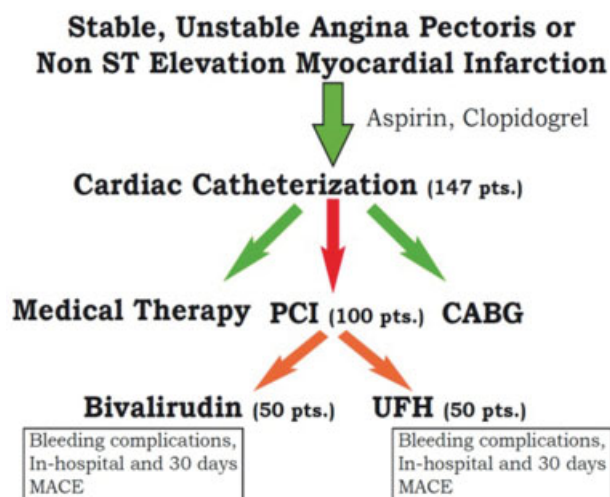 Stable, Unstable Angina Pectoris or
Non ST Elevation Myocardial Infarction
Aspirin, Clopidogrel
Cardiac Catheterization (147 pts.)
Medical Therapy PCI (100 pts.) CABG
Bivalirudin (50 pts.) UFH (50 pts.)
Bleeding complications,
In-hospital and 30 days
MACE
Bleeding complications,
In-hospital and 30 days
MACE